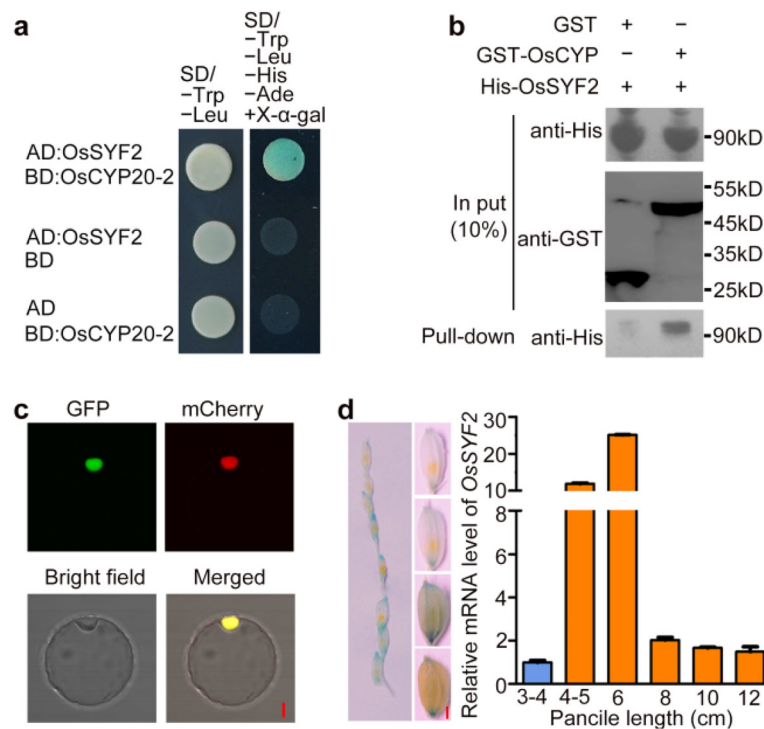 a
SD/
−Trp
−Leu
SD/
−Trp
−Leu
−His
−Ade
+X-α-gal
AD:OsSYF2
BD:OsCYP20-2
AD:OsSYF2
BD
AD
BD:OsCYP20-2
b
GST + −
GST-OsCYP − +
His-OsSYF2 + +
In put
(10%)
anti-His
90kD
anti-GST
55kD
45kD
35kD
25kD
Pull-down anti-His 90kD
c
GFP mCherry
Bright field Merged
d
Relative mRNA level of OsSYF2
30
20
10
8
6
4
2
0
3-4 4-5 6 8 10 12
Pancile length (cm)